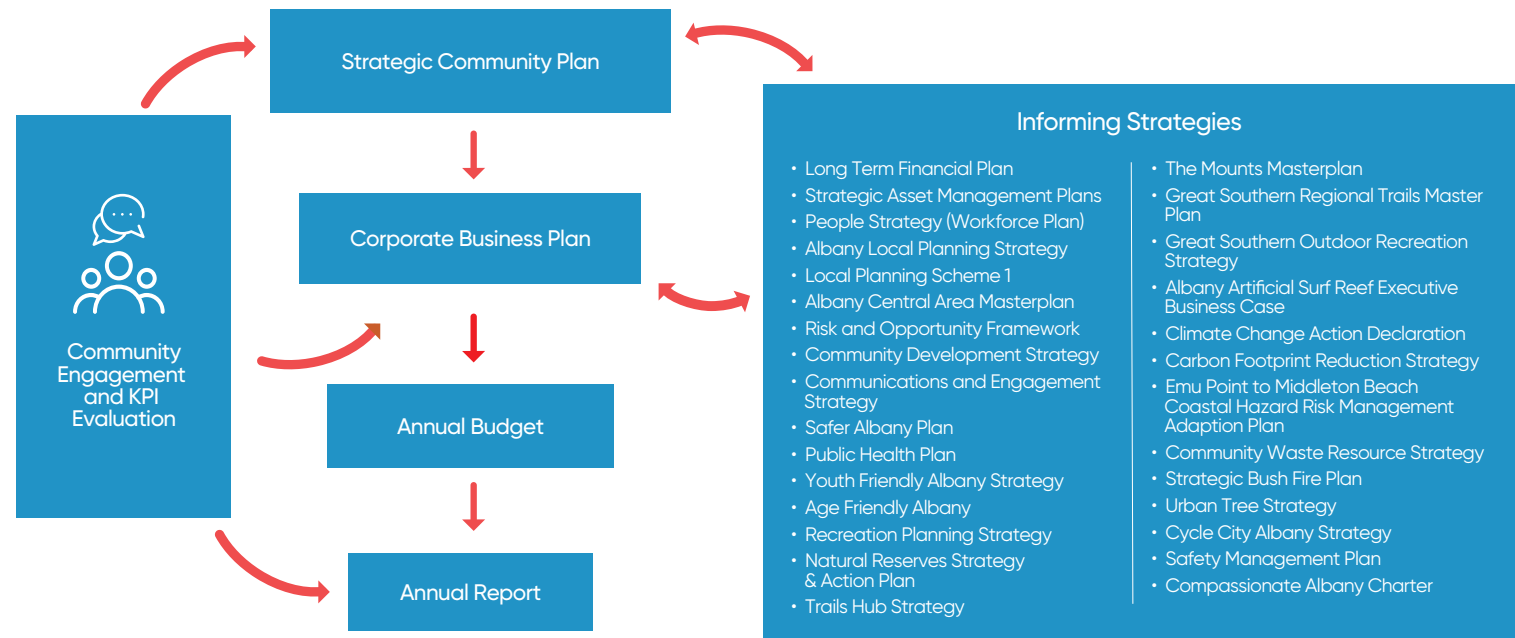 Strategic Community Plan
Corporate Business Plan
Annual Budget
Annual Report
Community
Engagement
and KPI
Evaluation
Informing Strategies
• Long Term Financial Plan
• Strategic Asset Management Plans
• People Strategy (Workforce Plan)
• Albany Local Planning Strategy
• Local Planning Scheme 1
• Albany Central Area Masterplan
• Risk and Opportunity Framework
• Community Development Strategy
• Communications and Engagement
Strategy
• Safer Albany Plan
• Public Health Plan
• Youth Friendly Albany Strategy
• Age Friendly Albany
• Recreation Planning Strategy
• Natural Reserves Strategy
& Action Plan
• Trails Hub Strategy
• The Mounts Masterplan
• Great Southern Regional Trails Master
Plan
• Great Southern Outdoor Recreation
Strategy
• Albany Artificial Surf Reef Executive
Business Case
• Climate Change Action Declaration
• Carbon Footprint Reduction Strategy
• Emu Point to Middleton Beach
Coastal Hazard Risk Management
Adaption Plan
• Community Waste Resource Strategy
• Strategic Bush Fire Plan
• Urban Tree Strategy
• Cycle City Albany Strategy
• Safety Management Plan
• Compassionate Albany Charter